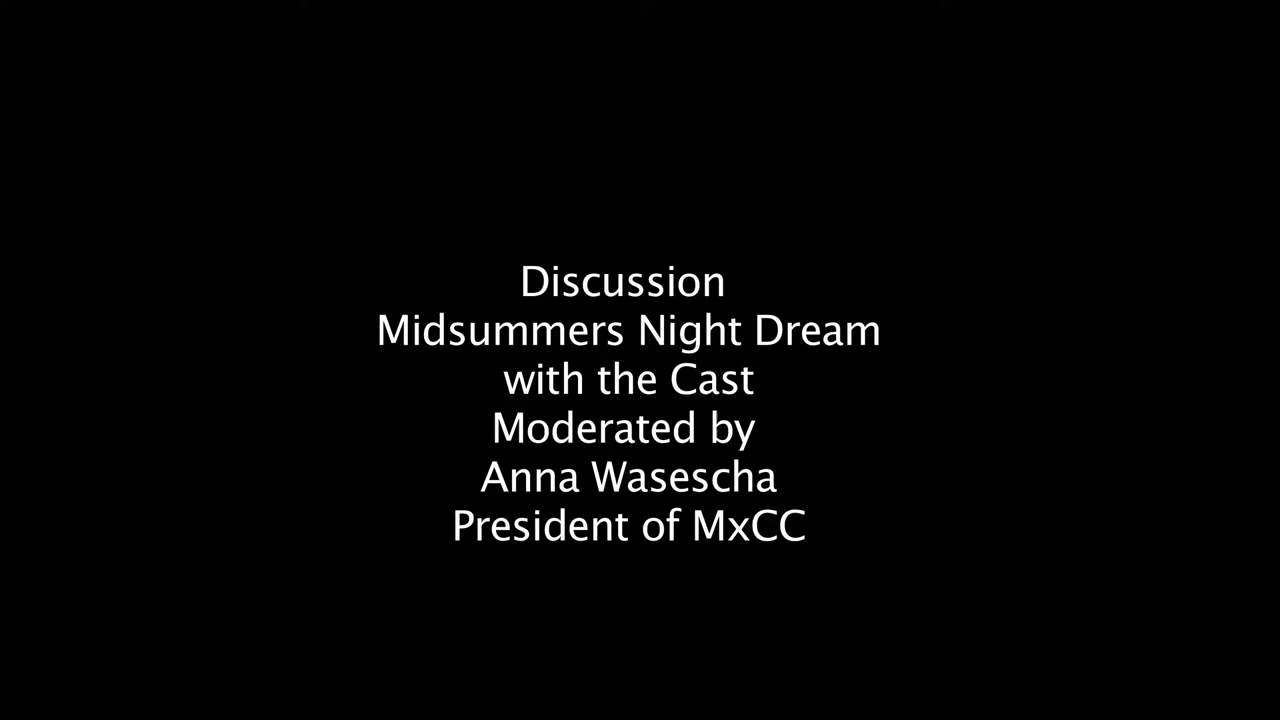 Discussion
Midsummers Night Dream
with the Cast
Moderated by
Anna Wasescha
President of MxCC